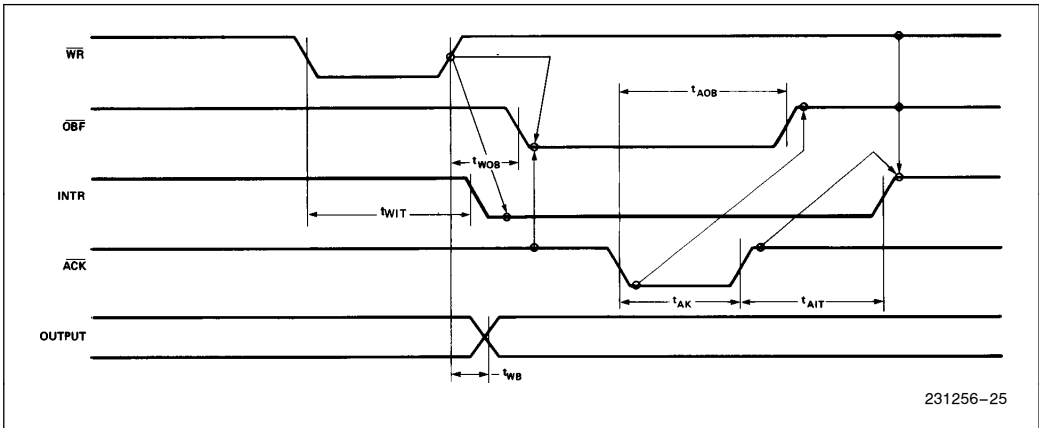 WR
OBF
INTR
ACK
OUTPUT
tAOB
tWOB
tWIT
tAK
tAIT
tWB
231256–25